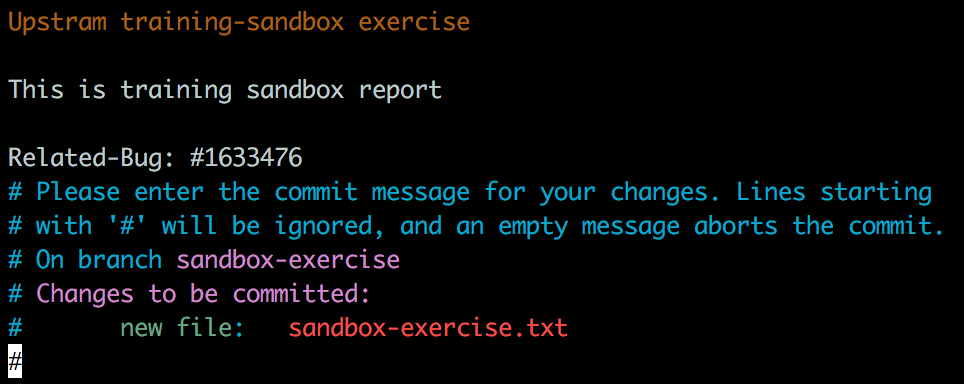 Upstram training-sandbox exercise
This is training sandbox report
Related-Bug: #1633476
# Please enter the commit message for your changes. Lines starting
# with '#' will be ignored, and an empty message aborts the commit.
# On branch sandbox-exercise
# Changes to be committed:
#       new file:   sandbox-exercise.txt
#